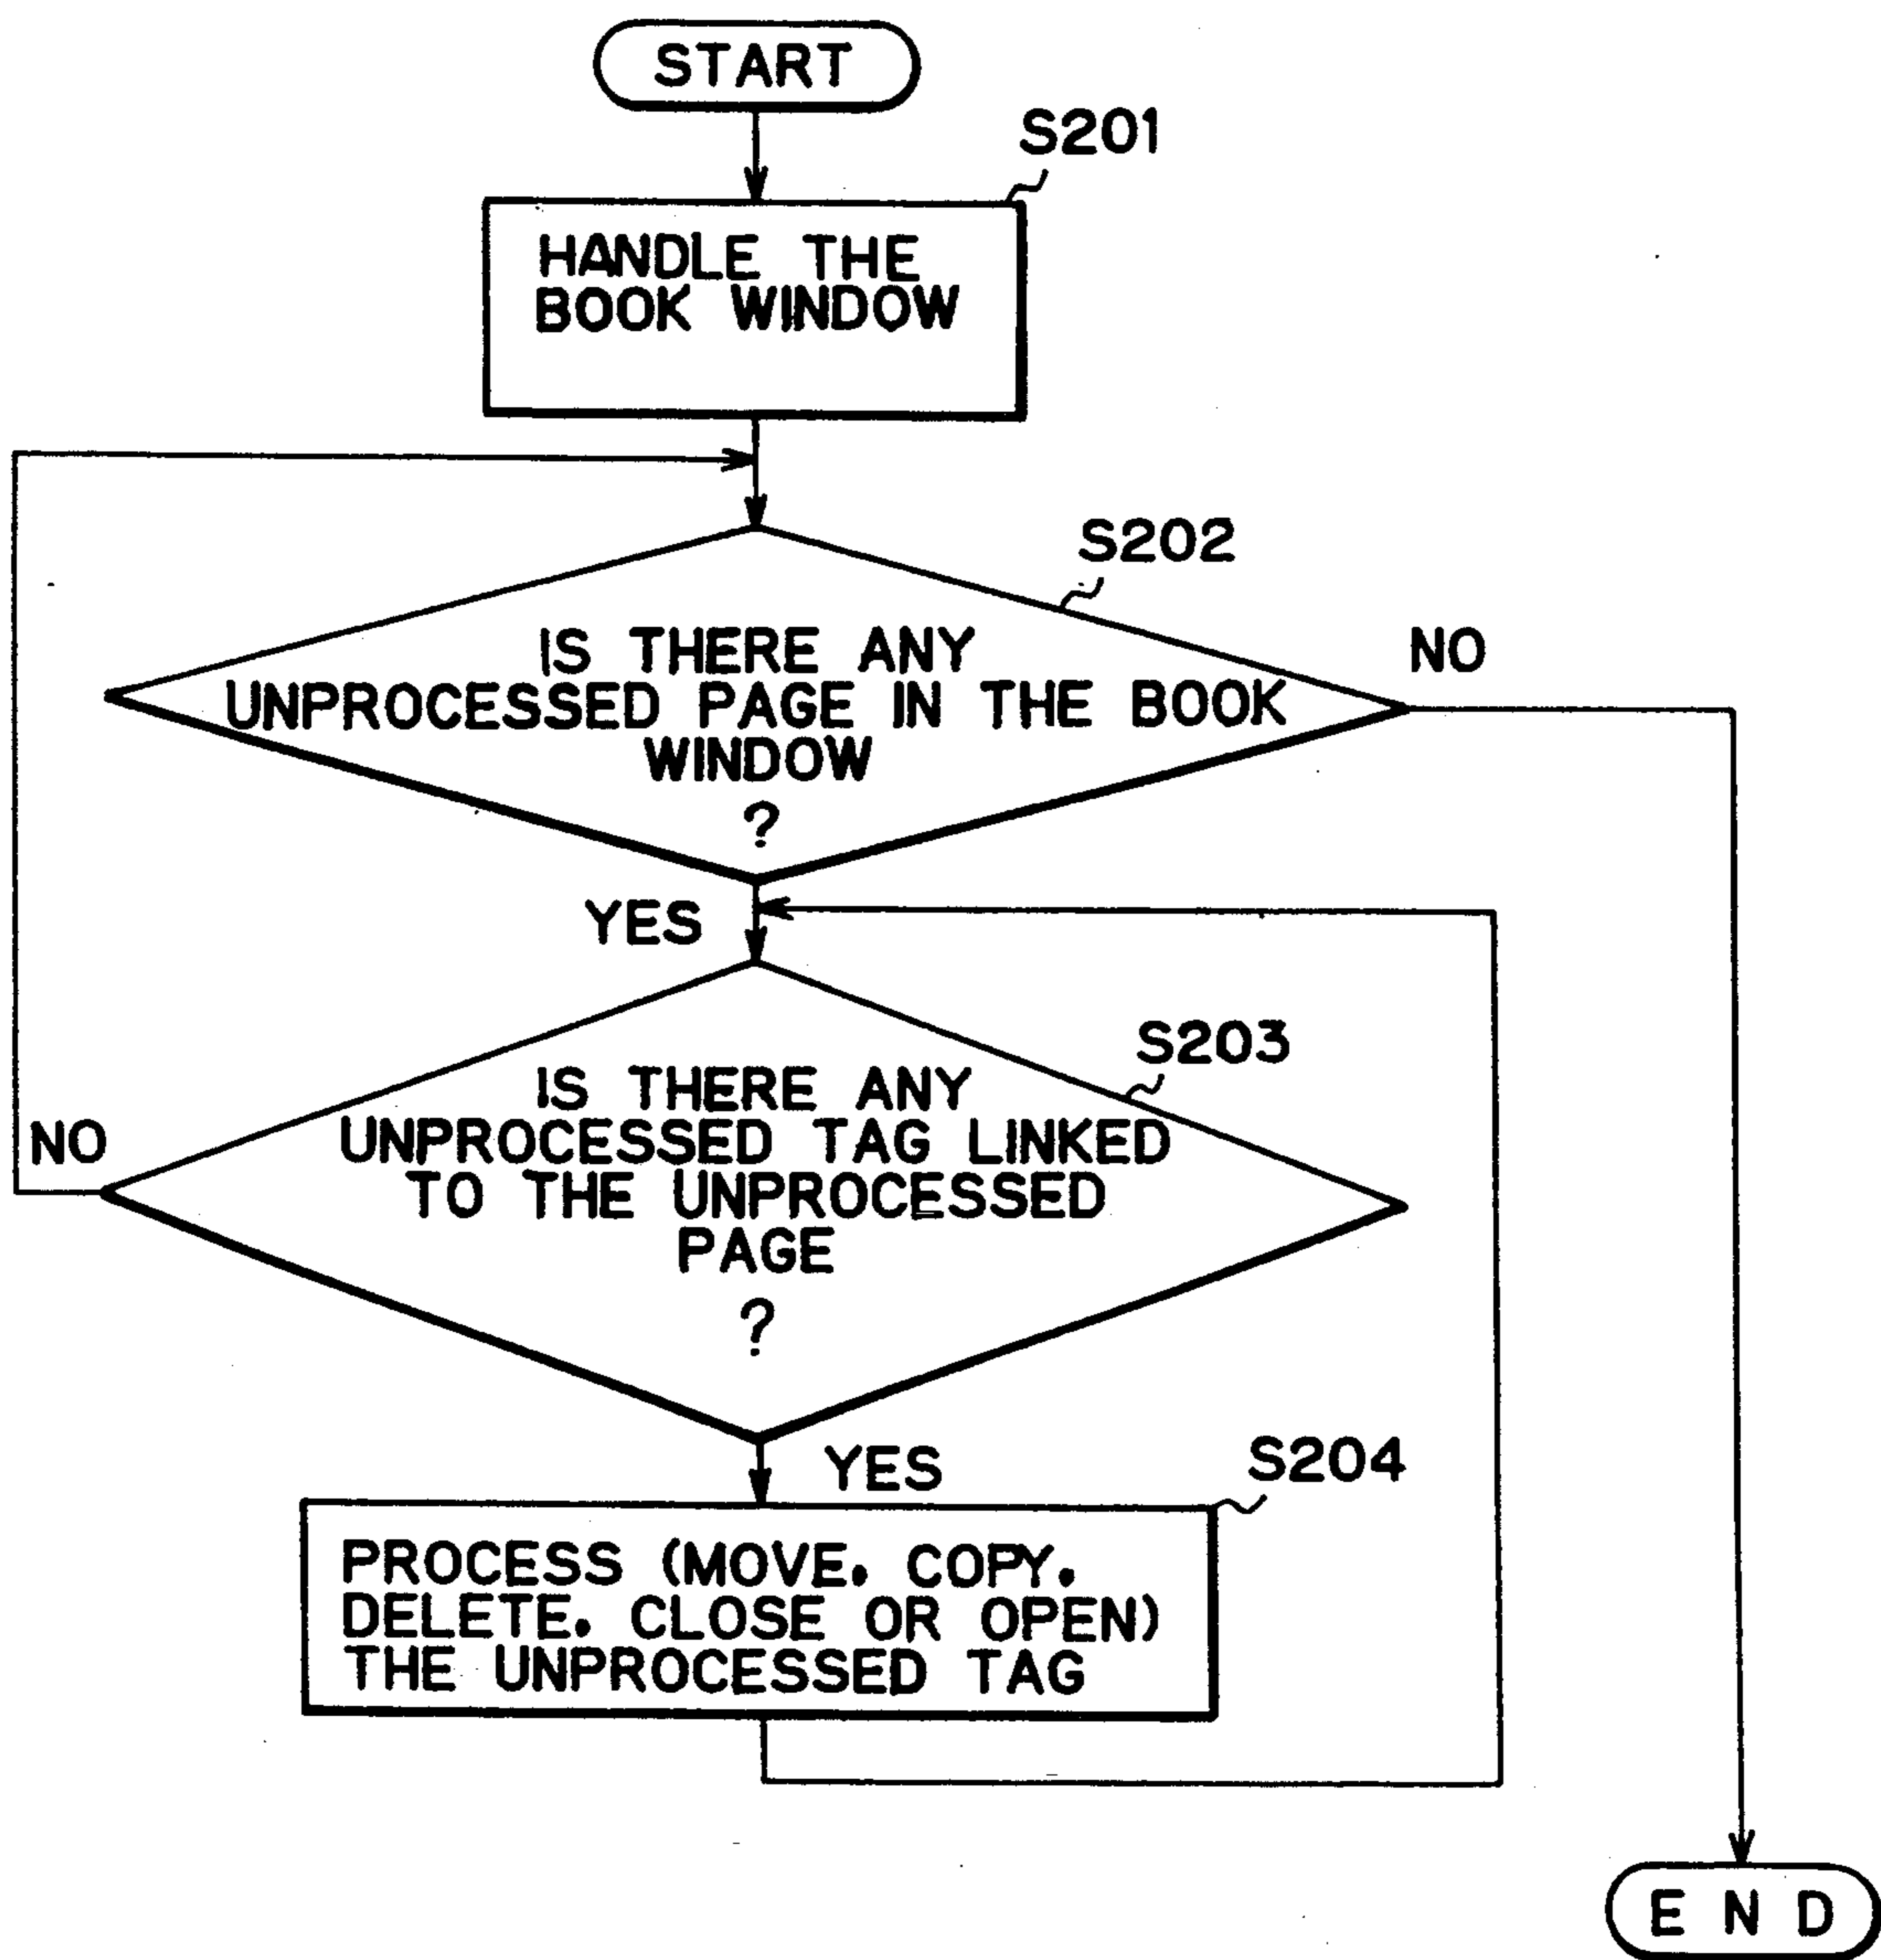 START
S201
HANDLE THE
BOOK WINDOW
S202
IS THERE ANY
UNPROCESSED PAGE IN THE BOOK
WINDOW
?
NO
YES
S203
IS THERE ANY
UNPROCESSED TAG LINKED
TO THE UNPROCESSED
PAGE
?
NO
YES
S204
PROCESS (MOVE. COPY.
DELETE. CLOSE OR OPEN)
THE UNPROCESSED TAG
END